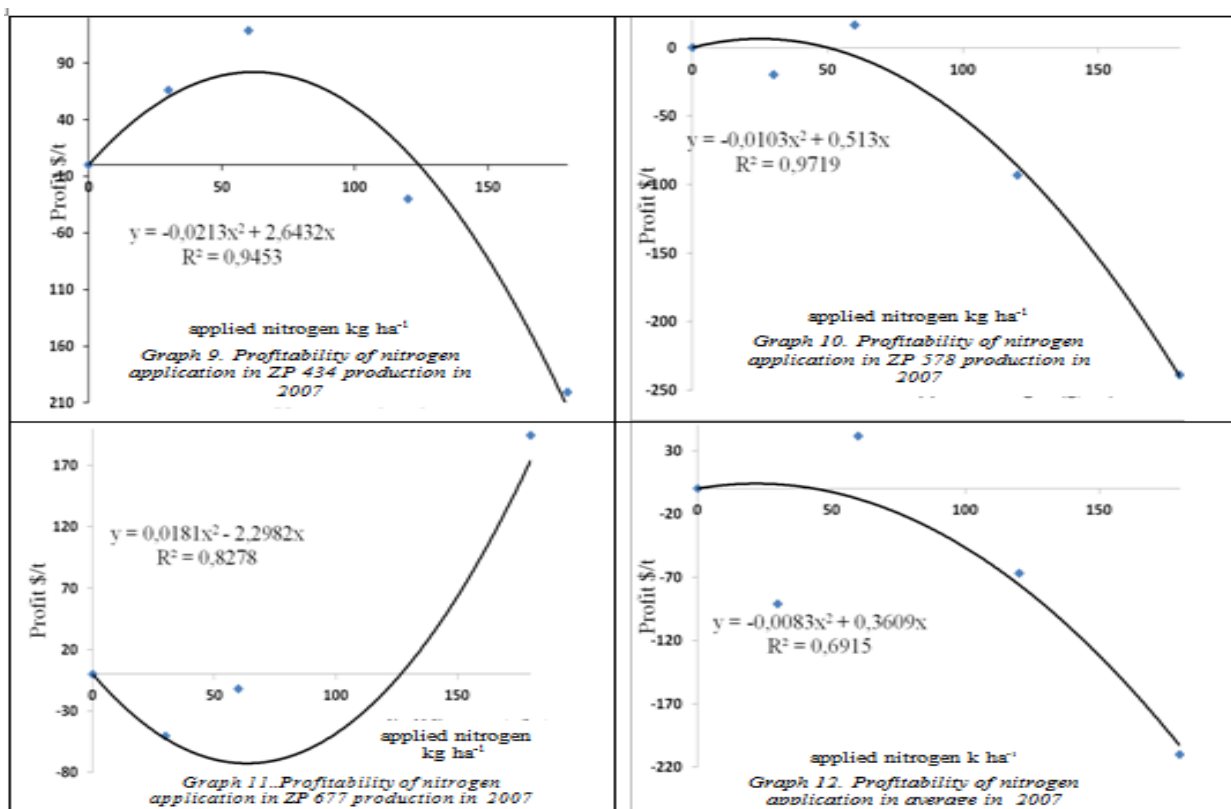 90
40
10
-60
110
160
210
0
50
100
150
Profit $/t
y = -0,0213x² + 2,6432x
R² = 0,9453
applied nitrogen kg ha⁻¹
Graph 9. Profitability of nitrogen
application in ZP 434 production in
2007
0
-50
-100
-150
-200
-250
0
50
100
150
Profit $/t
y = -0,0103x² + 0,513x
R² = 0,9719
applied nitrogen kg ha⁻¹
Graph 10. Profitability of nitrogen
application in ZP 578 production in
2007
170
120
70
20
-30
-80
0
50
100
150
Profit $/t
y = 0,0181x² - 2,2982x
R² = 0,8278
applied nitrogen
kg ha⁻¹
Graph 11..Profitability of nitrogen
application in ZP 677 production in 2007
30
-20
-70
-120
-170
-220
0
50
100
150
Profit $/t
y = -0,0083x² + 0,3609x
R² = 0,6915
applied nitrogen k ha⁻¹
Graph 12. Profitability of nitrogen
application in average in 2007